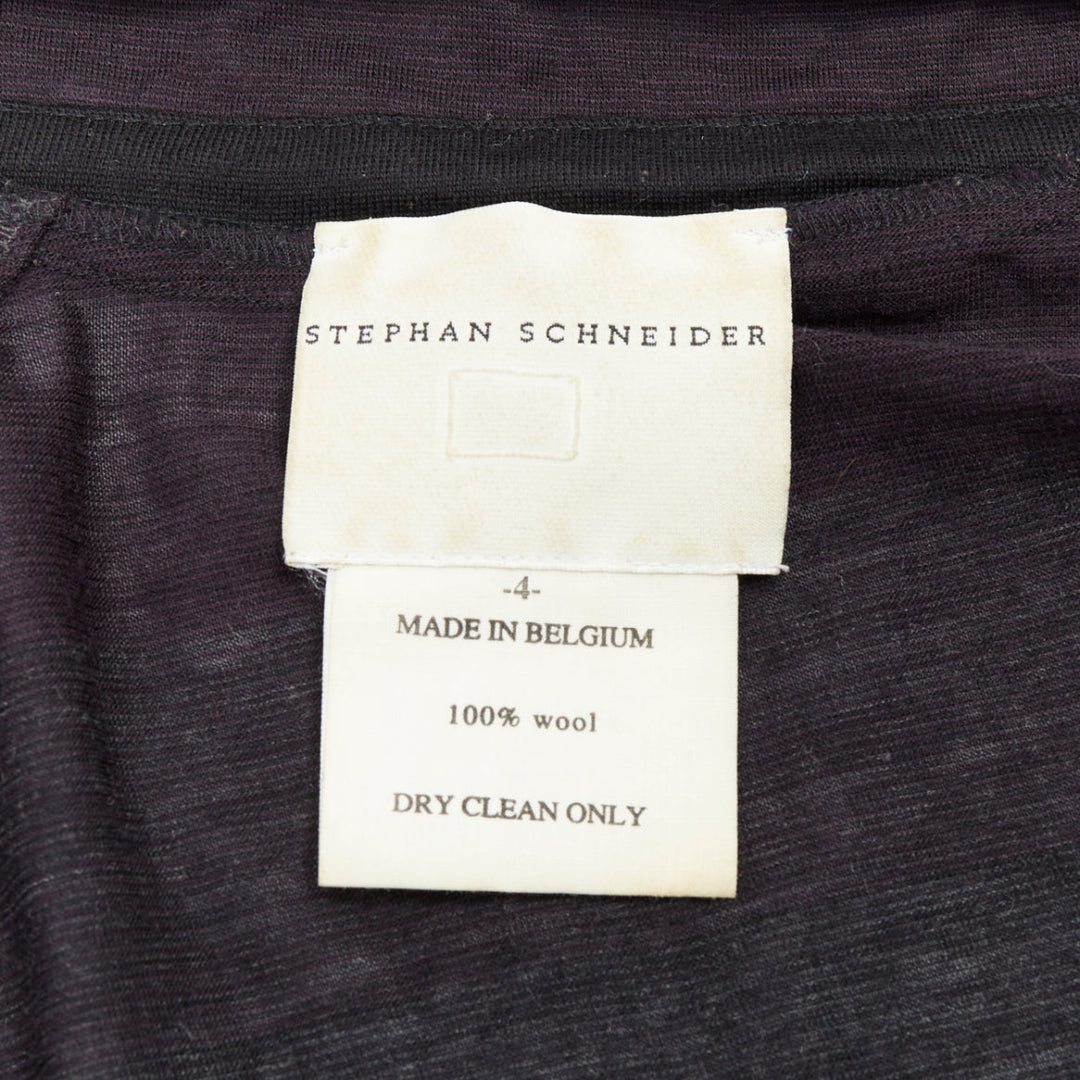 STEPHAN SCHNEIDER
-4-
MADE IN BELGIUM
100% wool
DRY CLEAN ONLY